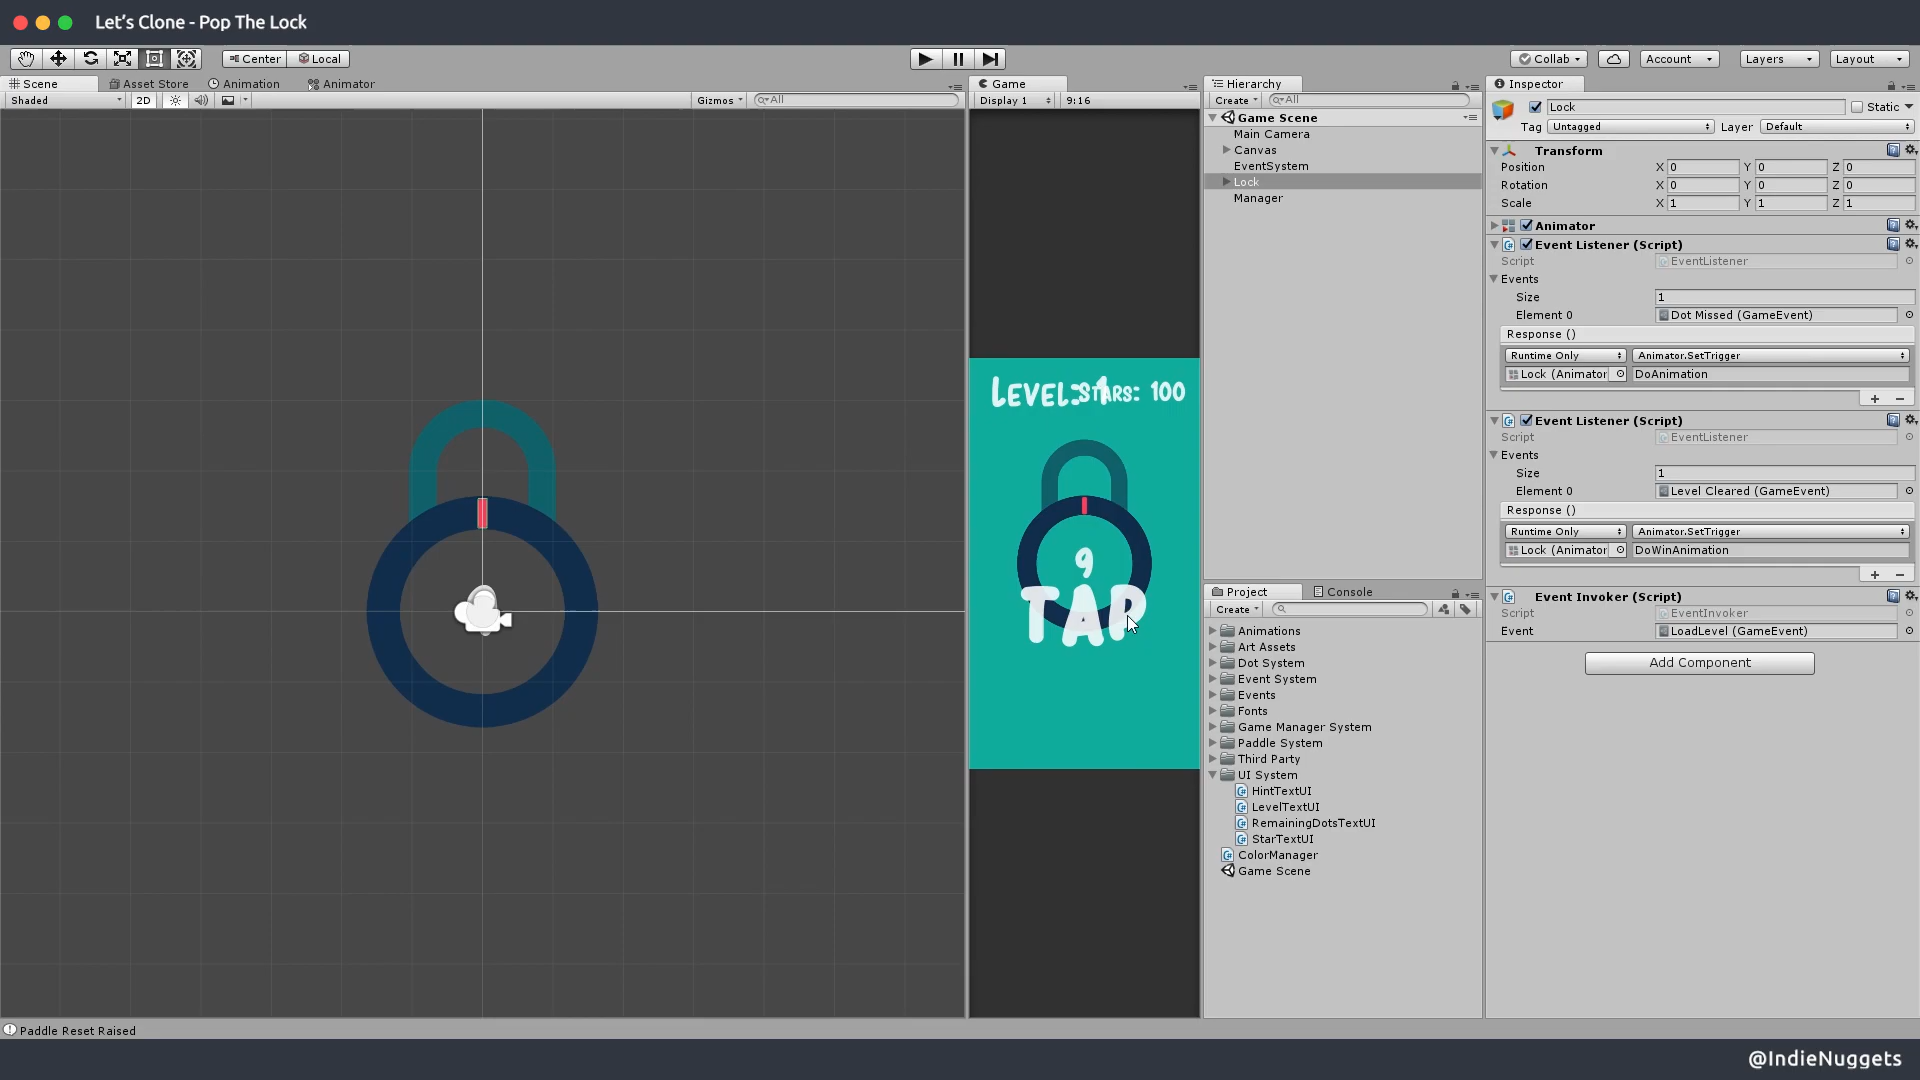 Let's Clone - Pop The Lock
Center
Local
Collab
Account
Layers
Layout
Scene
Asset Store
Animation
Animator
Shaded
2D
Gizmos
All
Game
Display 1
9:16
LEVEL: 1
STARS: 100
9
TAP
Hierarchy
Create
All
Game Scene
Main Camera
Canvas
EventSystem
Lock
Manager
Project
Console
Create
Animations
Art Assets
Dot System
Event System
Events
Fonts
Game Manager System
Paddle System
Third Party
UI System
HintTextUI
LevelTextUI
RemainingDotsTextUI
StarTextUI
ColorManager
Game Scene
Inspector
Lock
Static
Tag Untagged Layer Default
Transform
Position X 0 Y 0 Z 0
Rotation X 0 Y 0 Z 0
Scale X 1 Y 1 Z 1
Animator
Event Listener (Script)
Script EventListener
Events
Size 1
Element 0 Dot Missed (GameEvent)
Response ()
Runtime Only Animator.SetTrigger
Lock (Animator DoAnimation
Event Listener (Script)
Script EventListener
Events
Size 1
Element 0 Level Cleared (GameEvent)
Response ()
Runtime Only Animator.SetTrigger
Lock (Animator DoWinAnimation
Event Invoker (Script)
Script EventInvoker
Event LoadLevel (GameEvent)
Add Component
Paddle Reset Raised
@IndieNuggets